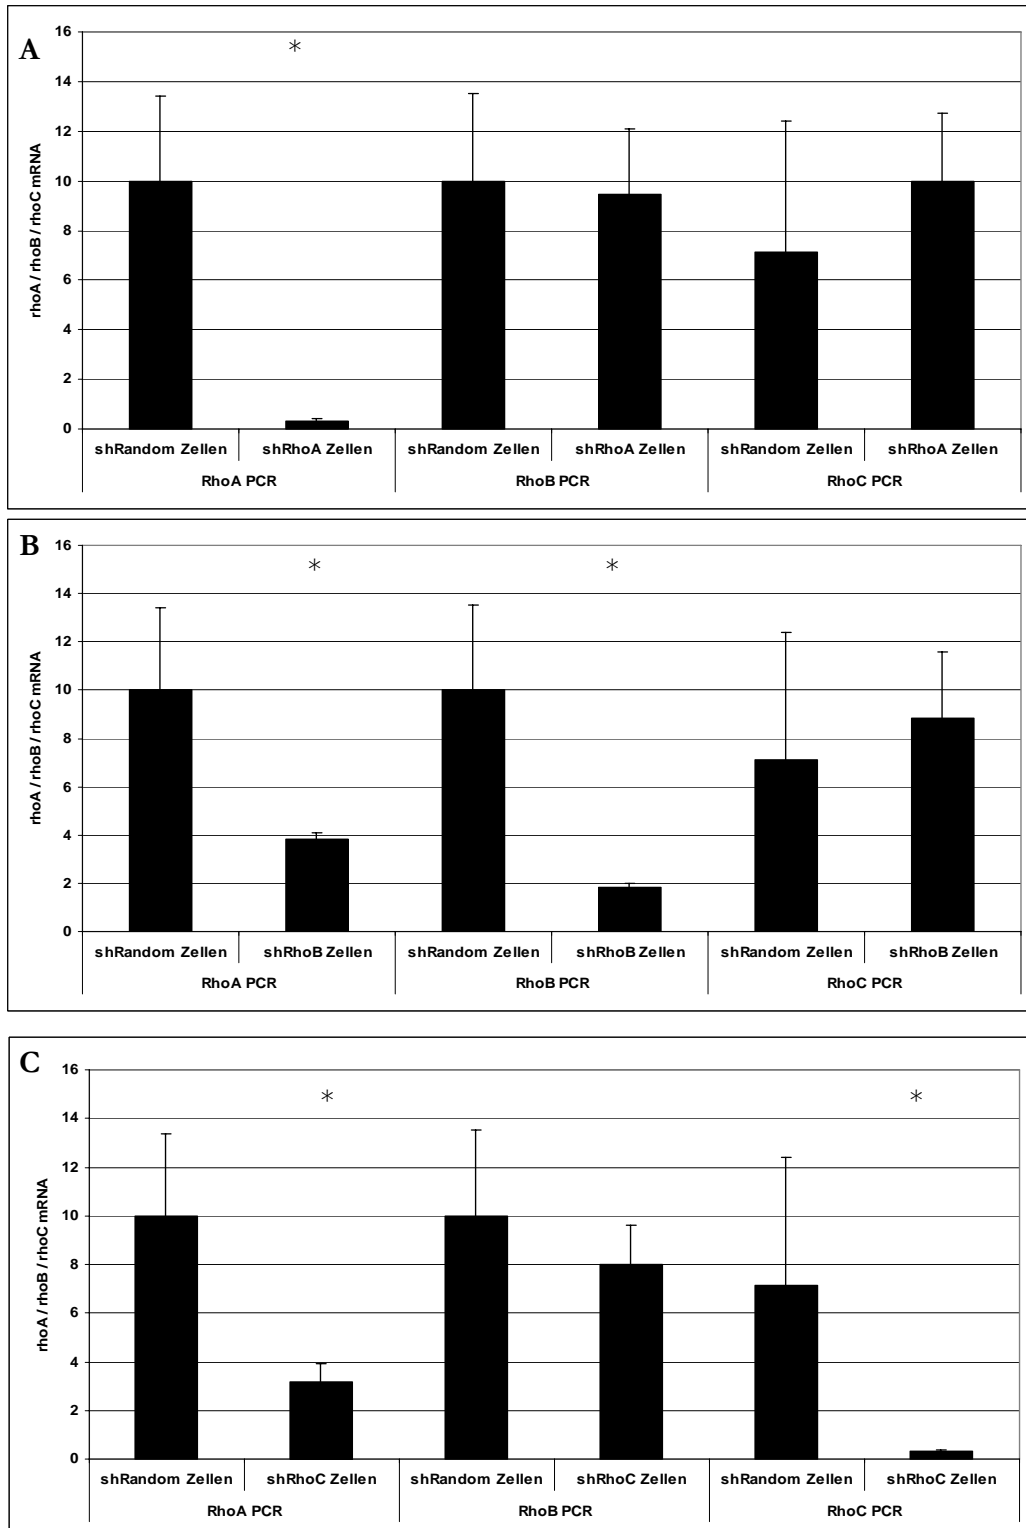 A
*
16
14
12
10
8
6
4
2
0
rhoA / rhoB / rhoC mRNA
shRandom Zellen shRhoA Zellen shRandom Zellen shRhoA Zellen shRandom Zellen shRhoA Zellen
RhoA PCR RhoB PCR RhoC PCR
B
* *
16
14
12
10
8
6
4
2
0
rhoA / rhoB / rhoC mRNA
shRandom Zellen shRhoB Zellen shRandom Zellen shRhoB Zellen shRandom Zellen shRhoB Zellen
RhoA PCR RhoB PCR RhoC PCR
C
* *
16
14
12
10
8
6
4
2
0
rhoA / rhoB / rhoC mRNA
shRandom Zellen shRhoC Zellen shRandom Zellen shRhoC Zellen shRandom Zellen shRhoC Zellen
RhoA PCR RhoB PCR RhoC PCR